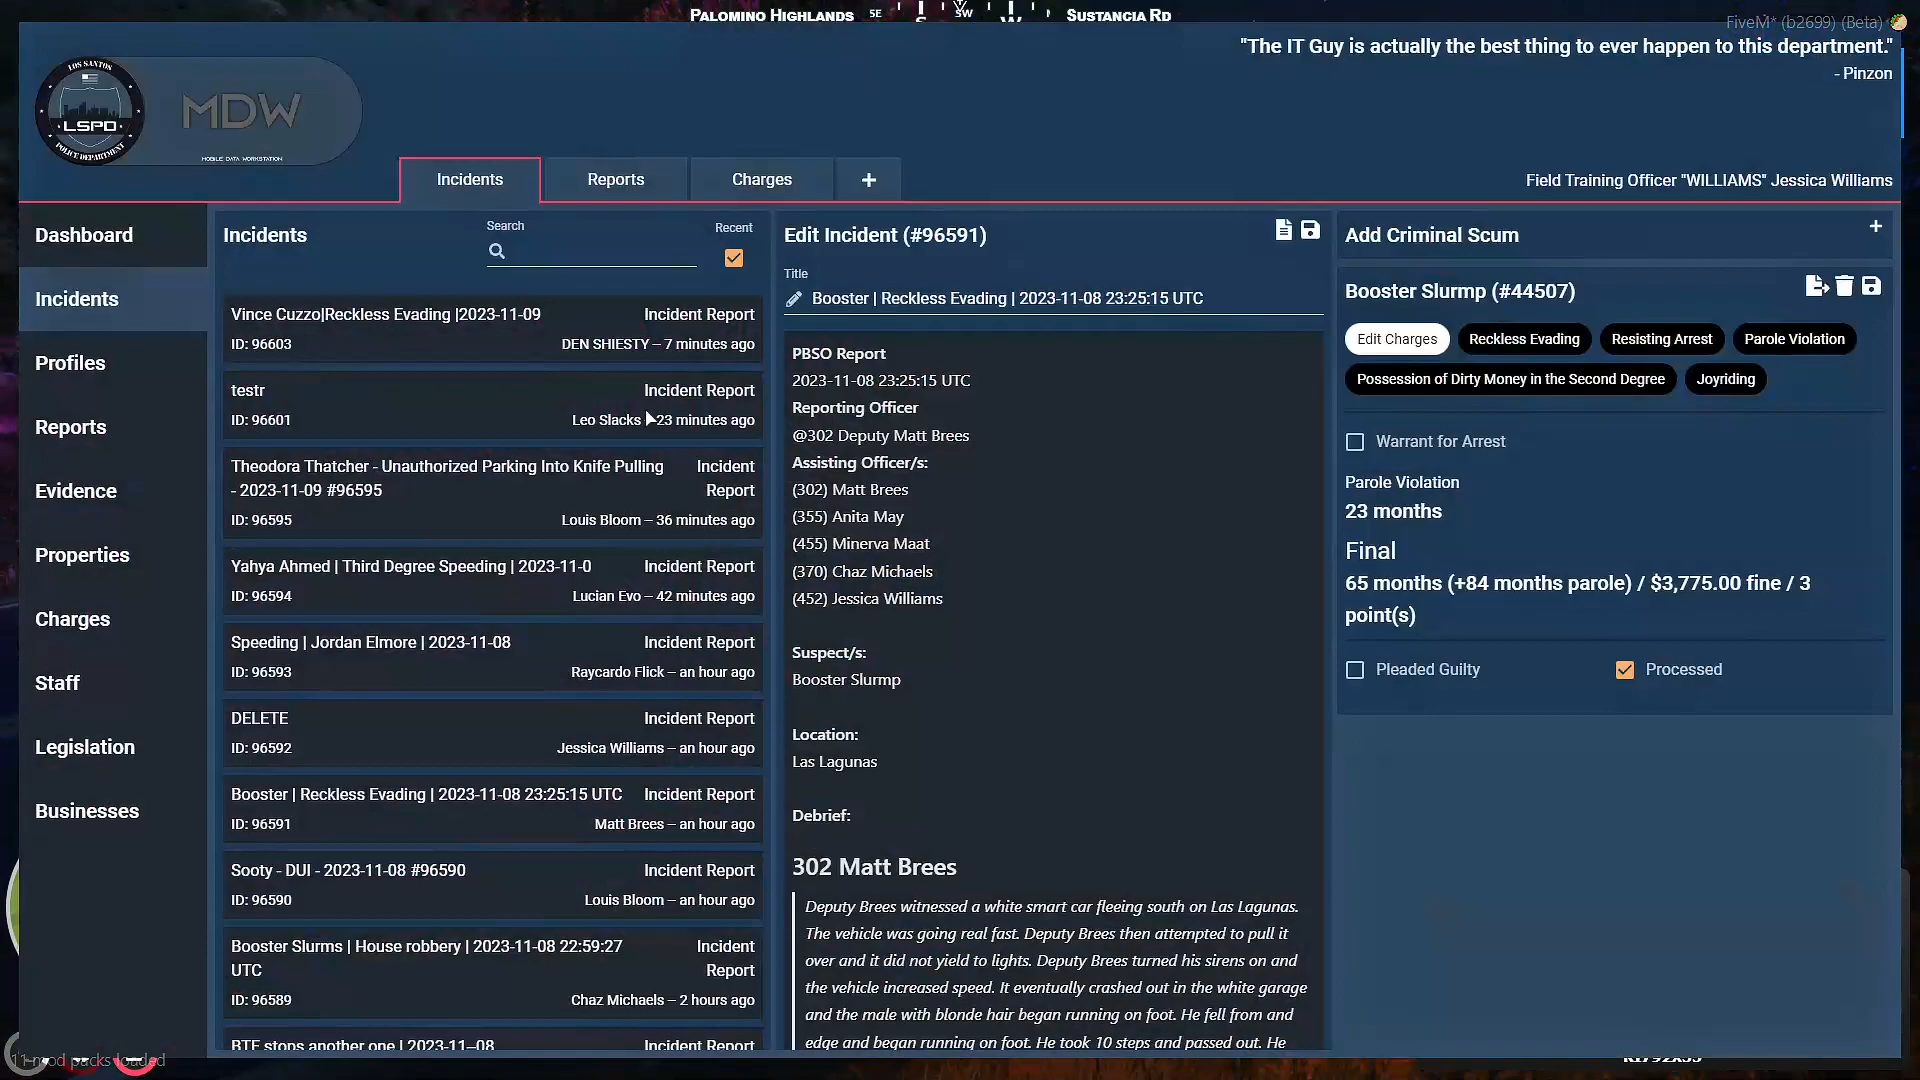 PALOMINO HIGHLANDS SE S SW W SUSTANCIA RD
FiveM* (b2699) (Beta)
"The IT Guy is actually the best thing to ever happen to this department."
- Pinzon
LOS SANTOS
LSPD
POLICE DEPARTMENT
MDW
MOBILE DATA WORKSTATION
Incidents
Reports
Charges
+
Field Training Officer "WILLIAMS" Jessica Williams
Dashboard
Incidents
Profiles
Reports
Evidence
Properties
Charges
Staff
Legislation
Businesses
Incidents
Search
Recent
Vince Cuzzo|Reckless Evading |2023-11-09 Incident Report
ID: 96603 DEN SHIESTY – 7 minutes ago
testr Incident Report
ID: 96601 Leo Slacks 23 minutes ago
Theodora Thatcher - Unauthorized Parking Into Knife Pulling Incident
- 2023-11-09 #96595 Report
ID: 96595 Louis Bloom – 36 minutes ago
Yahya Ahmed | Third Degree Speeding | 2023-11-0 Incident Report
ID: 96594 Lucian Evo – 42 minutes ago
Speeding | Jordan Elmore | 2023-11-08 Incident Report
ID: 96593 Raycardo Flick – an hour ago
DELETE Incident Report
ID: 96592 Jessica Williams – an hour ago
Booster | Reckless Evading | 2023-11-08 23:25:15 UTC Incident Report
ID: 96591 Matt Brees – an hour ago
Sooty - DUI - 2023-11-08 #96590 Incident Report
ID: 96590 Louis Bloom – an hour ago
Booster Slurms | House robbery | 2023-11-08 22:59:27 Incident
UTC Report
ID: 96589 Chaz Michaels – 2 hours ago
BTF stops another one | 2023-11--08 Incident Report
Edit Incident (#96591)
Title
Booster | Reckless Evading | 2023-11-08 23:25:15 UTC
PBSO Report
2023-11-08 23:25:15 UTC
Reporting Officer
@302 Deputy Matt Brees
Assisting Officer/s:
(302) Matt Brees
(355) Anita May
(455) Minerva Maat
(370) Chaz Michaels
(452) Jessica Williams
Suspect/s:
Booster Slurmp
Location:
Las Lagunas
Debrief:
302 Matt Brees
Deputy Brees witnessed a white smart car fleeing south on Las Lagunas.
The vehicle was going real fast. Deputy Brees then attempted to pull it
over and it did not yield to lights. Deputy Brees turned his sirens on and
the vehicle increased speed. It eventually crashed out in the white garage
and the male with blonde hair began running on foot. He fell from and
edge and began running on foot. He took 10 steps and passed out. He
Add Criminal Scum
+
Booster Slurmp (#44507)
Edit Charges Reckless Evading Resisting Arrest Parole Violation
Possession of Dirty Money in the Second Degree Joyriding
Warrant for Arrest
Parole Violation
23 months
Final
65 months (+84 months parole) / $3,775.00 fine / 3
point(s)
Pleaded Guilty
Processed
11 mod packs loaded